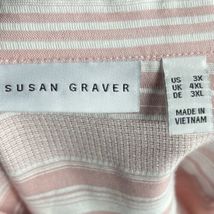 SUSAN GRAVER
US 3X
UK 4XL
DE 3XL
MADE IN
VIETNAM